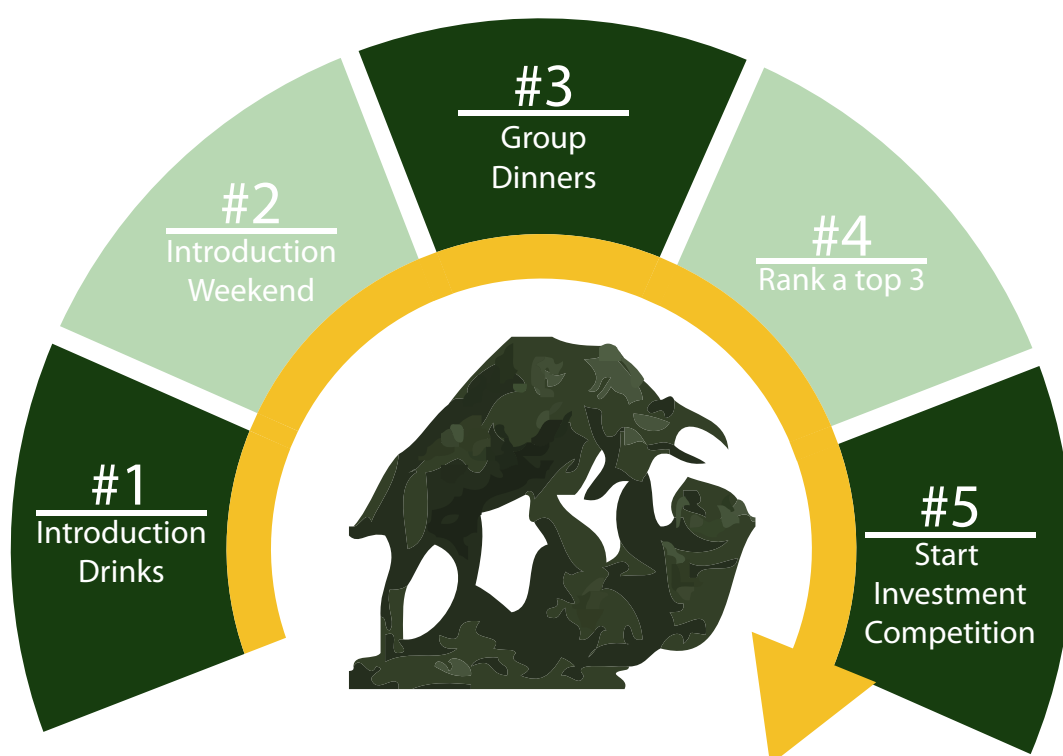 #1
Introduction
Drinks
#2
Introduction
Weekend
#3
Group
Dinners
#4
Rank a top 3
#5
Start
Investment
Competition